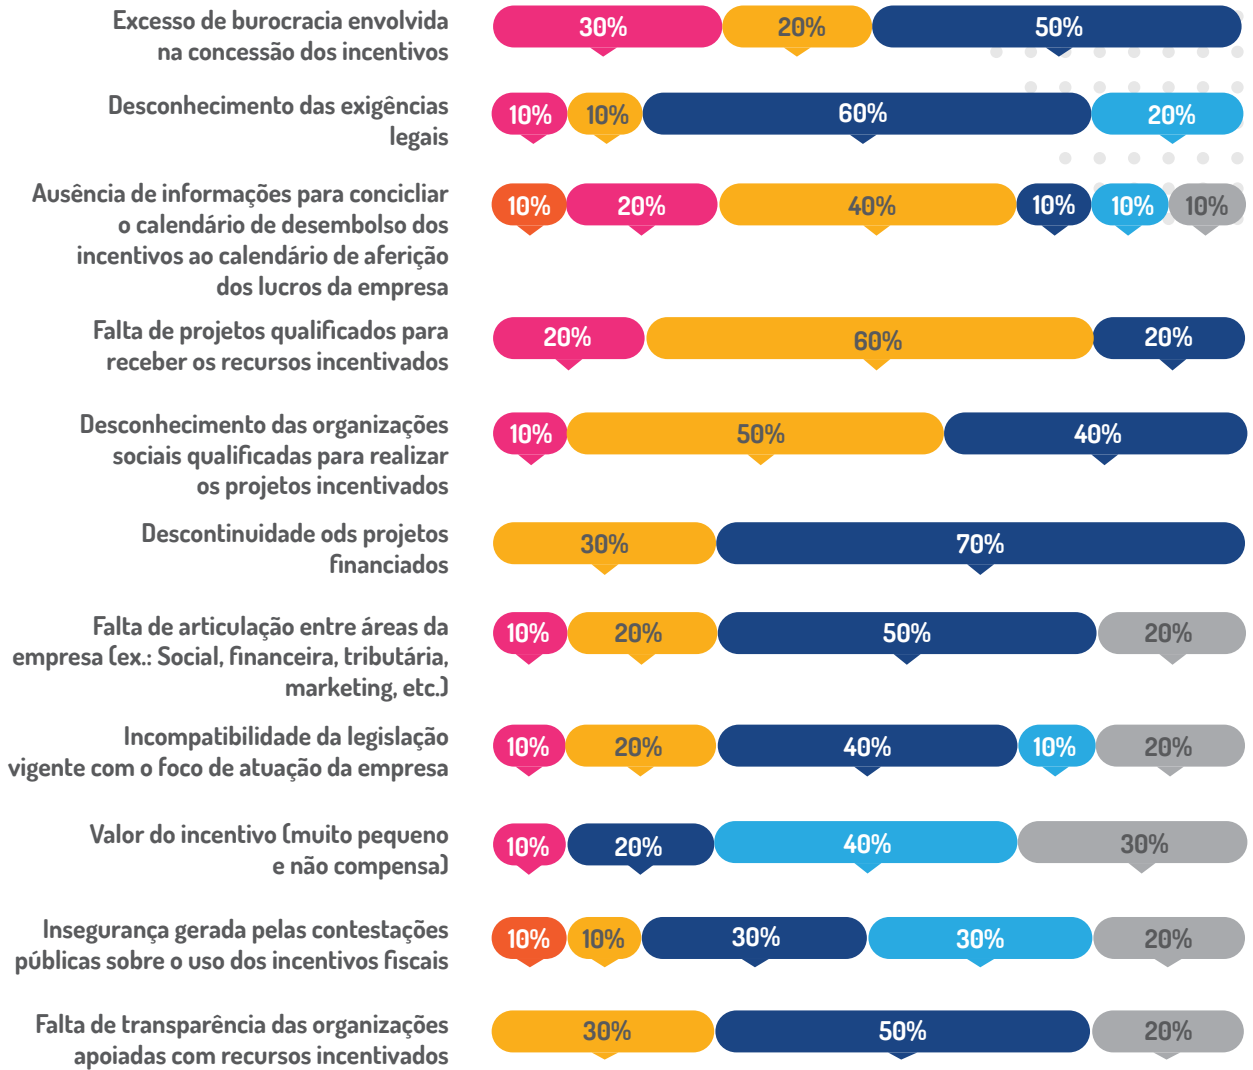 Excesso de burocracia envolvida
na concessão dos incentivos
30% 20% 50%
Desconhecimento das exigências
legais
10% 10% 60% 20%
Ausência de informações para concicliar
o calendário de desembolso dos
incentivos ao calendário de aferição
dos lucros da empresa
10% 20% 40% 10% 10% 10%
Falta de projetos qualificados para
receber os recursos incentivados
20% 60% 20%
Desconhecimento das organizações
sociais qualificadas para realizar
os projetos incentivados
10% 50% 40%
Descontinuidade ods projetos
financiados
30% 70%
Falta de articulação entre áreas da
empresa (ex.: Social, financeira, tributária,
marketing, etc.)
10% 20% 50% 20%
Incompatibilidade da legislação
vigente com o foco de atuação da empresa
10% 20% 40% 10% 20%
Valor do incentivo (muito pequeno
e não compensa)
10% 20% 40% 30%
Insegurança gerada pelas contestações
públicas sobre o uso dos incentivos fiscais
10% 10% 30% 30% 20%
Falta de transparência das organizações
apoiadas com recursos incentivados
30% 50% 20%